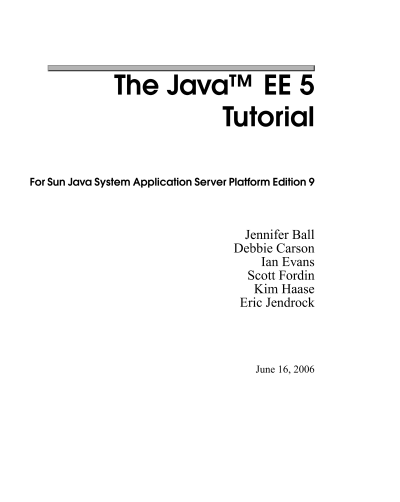 The Java™ EE 5
Tutorial
For Sun Java System Application Server Platform Edition 9
Jennifer Ball
Debbie Carson
Ian Evans
Scott Fordin
Kim Haase
Eric Jendrock
June 16, 2006